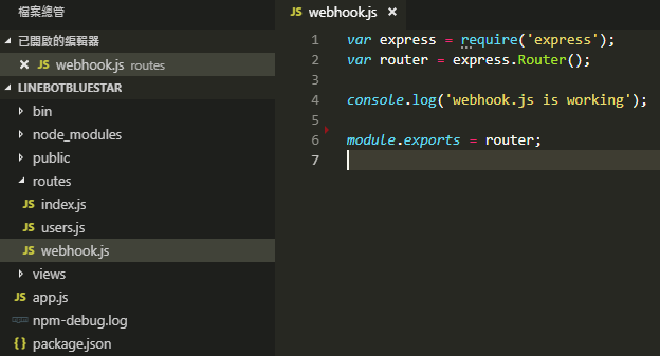 檔案總管
已開啟的編輯器
JS webhook.js routes
LINEBOTBLUESTAR
bin
node_modules
public
routes
JS index.js
JS users.js
JS webhook.js
views
JS app.js
npm-debug.log
{} package.json
JS webhook.js
1 var express = require('express');
2 var router = express.Router();
3
4 console.log('webhook.js is working');
5
6 module.exports = router;
7